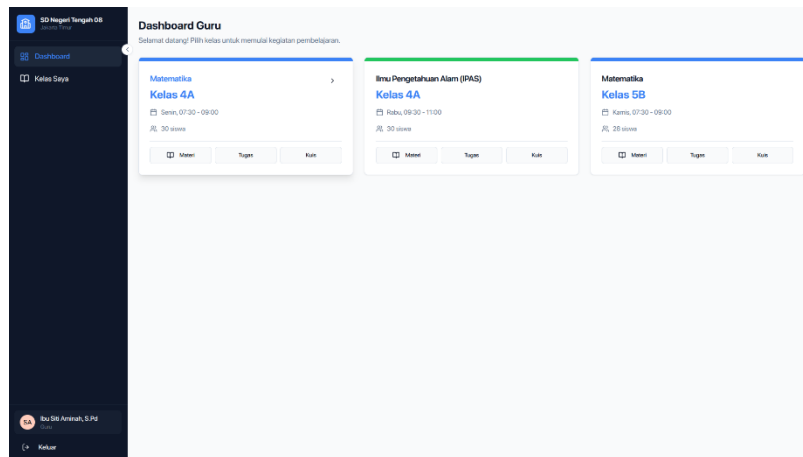 SD Negeri Tengah 08
Jakarta Timur
Dashboard
Kelas Saya
Dashboard Guru
Selamat datang! Pilih kelas untuk memulai kegiatan pembelajaran.
Matematika
Kelas 4A
Senin, 07:30 - 09:00
30 siswa
Materi Tugas Kuis
Ilmu Pengetahuan Alam (IPAS)
Kelas 4A
Rabu, 09:30 - 11:00
30 siswa
Materi Tugas Kuis
Matematika
Kelas 5B
Kamis, 07:30 - 09:00
28 siswa
Materi Tugas Kuis
SA
Ibu Siti Aminah, S.Pd
Guru
Keluar